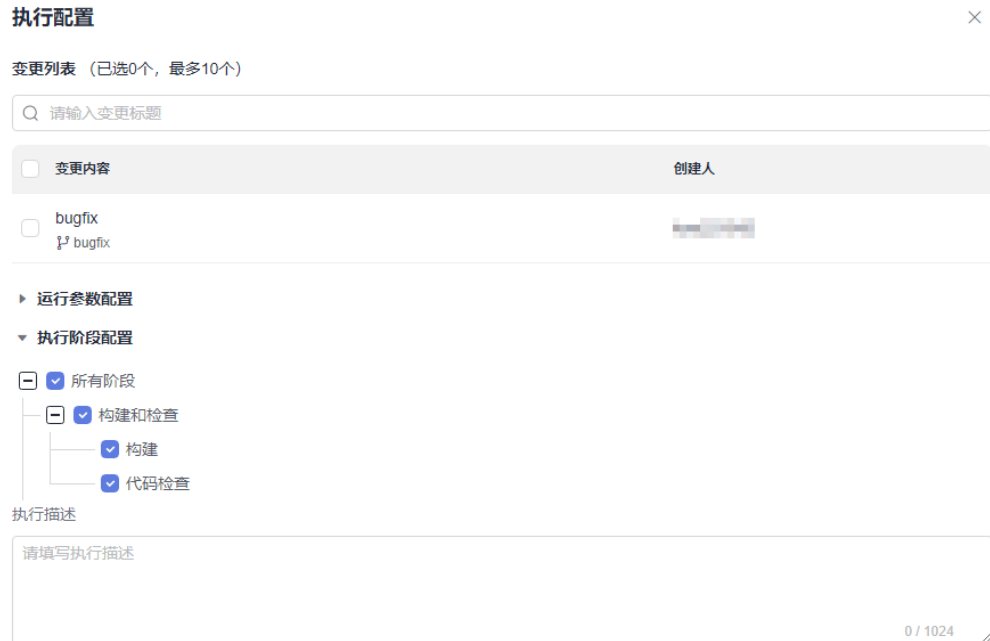 执行配置
变更列表 （已选0个，最多10个）
请输入变更标题
变更内容 创建人
bugfix
bugfix
运行参数配置
执行阶段配置
所有阶段
构建和检查
构建
代码检查
执行描述
请填写执行描述
0 / 1024